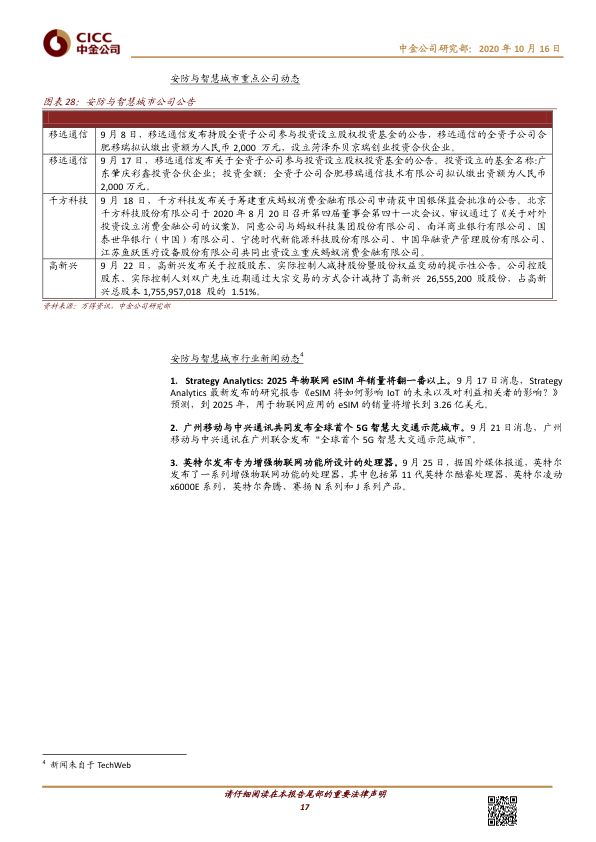 CICC
中金公司
中金公司研究部：2020 年 10 月 16 日
安防与智慧城市重点公司动态
图表 28：安防与智慧城市公司公告
移远通信 9 月 8 日，移远通信发布持股全资子公司参与投资设立股权投资基金的公告，移远通信的全资子公司合
肥移瑞拟认缴出资额为人民币 2,000 万元，设立菏泽乔贝京瑞创业投资合伙企业。
移远通信 9 月 17 日，移远通信发布关于全资子公司参与投资设立股权投资基金的公告。投资设立的基金名称:广
东肇庆彩鑫投资合伙企业；投资金额：全资子公司合肥移瑞通信技术有限公司拟认缴出资额为人民币
2,000 万元。
千方科技 9 月 18 日，千方科技发布关于筹建重庆蚂蚁消费金融有限公司申请获中国银保监会批准的公告。北京
千方科技股份有限公司于 2020 年 8 月 20 日召开第四届董事会第四十一次会议，审议通过了《关于对外
投资设立消费金融公司的议案》，同意公司与蚂蚁科技集团股份有限公司、南洋商业银行有限公司、国
泰世华银行（中国）有限公司、宁德时代新能源科技股份有限公司、中国华融资产管理股份有限公司、
江苏鱼跃医疗设备股份有限公司共同出资设立重庆蚂蚁消费金融有限公司。
高新兴 9 月 22 日，高新兴发布关于控股股东、实际控制人减持股份暨股份权益变动的提示性公告。公司控股
股东、实际控制人刘双广先生近期通过大宗交易的方式合计减持了高新兴 26,555,200 股股份，占高新
兴总股本 1,755,957,018 股的 1.51%。
资料来源：万得资讯，中金公司研究部
安防与智慧城市行业新闻动态4
1. Strategy Analytics: 2025 年物联网 eSIM 年销量将翻一番以上。9 月 17 日消息，Strategy
Analytics 最新发布的研究报告《eSIM 将如何影响 IoT 的未来以及对利益相关者的影响？》
预测，到 2025 年，用于物联网应用的 eSIM 的销量将增长到 3.26 亿美元。
2. 广州移动与中兴通讯共同发布全球首个 5G 智慧大交通示范城市。9 月 21 日消息，广州
移动与中兴通讯在广州联合发布“全球首个 5G 智慧大交通示范城市”。
3. 英特尔发布专为增强物联网功能所设计的处理器。9 月 25 日，据国外媒体报道，英特尔
发布了一系列增强物联网功能的处理器，其中包括第 11 代英特尔酷睿处理器，英特尔凌动
x6000E 系列，英特尔奔腾、赛扬 N 系列和 J 系列产品。
4 新闻来自于 TechWeb
请仔细阅读在本报告尾部的重要法律声明
17